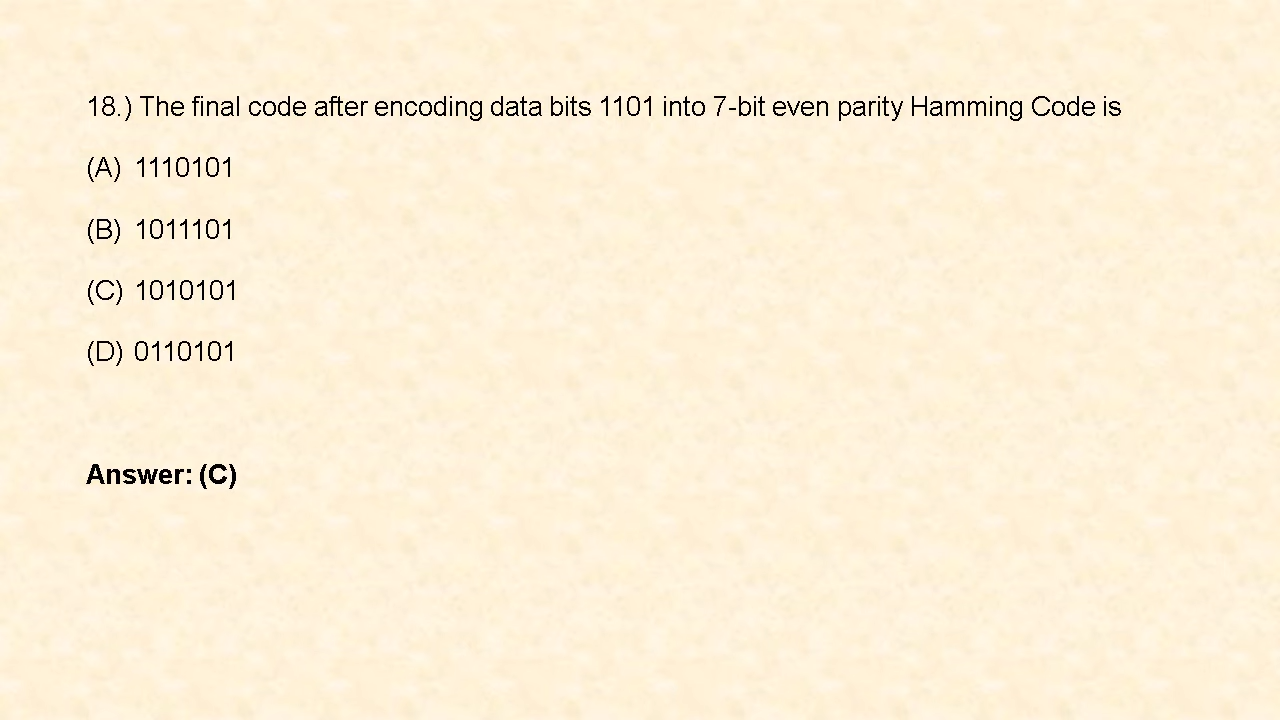 18.) The final code after encoding data bits 1101 into 7-bit even parity Hamming Code is
(A) 1110101
(B) 1011101
(C) 1010101
(D) 0110101
Answer: (C)